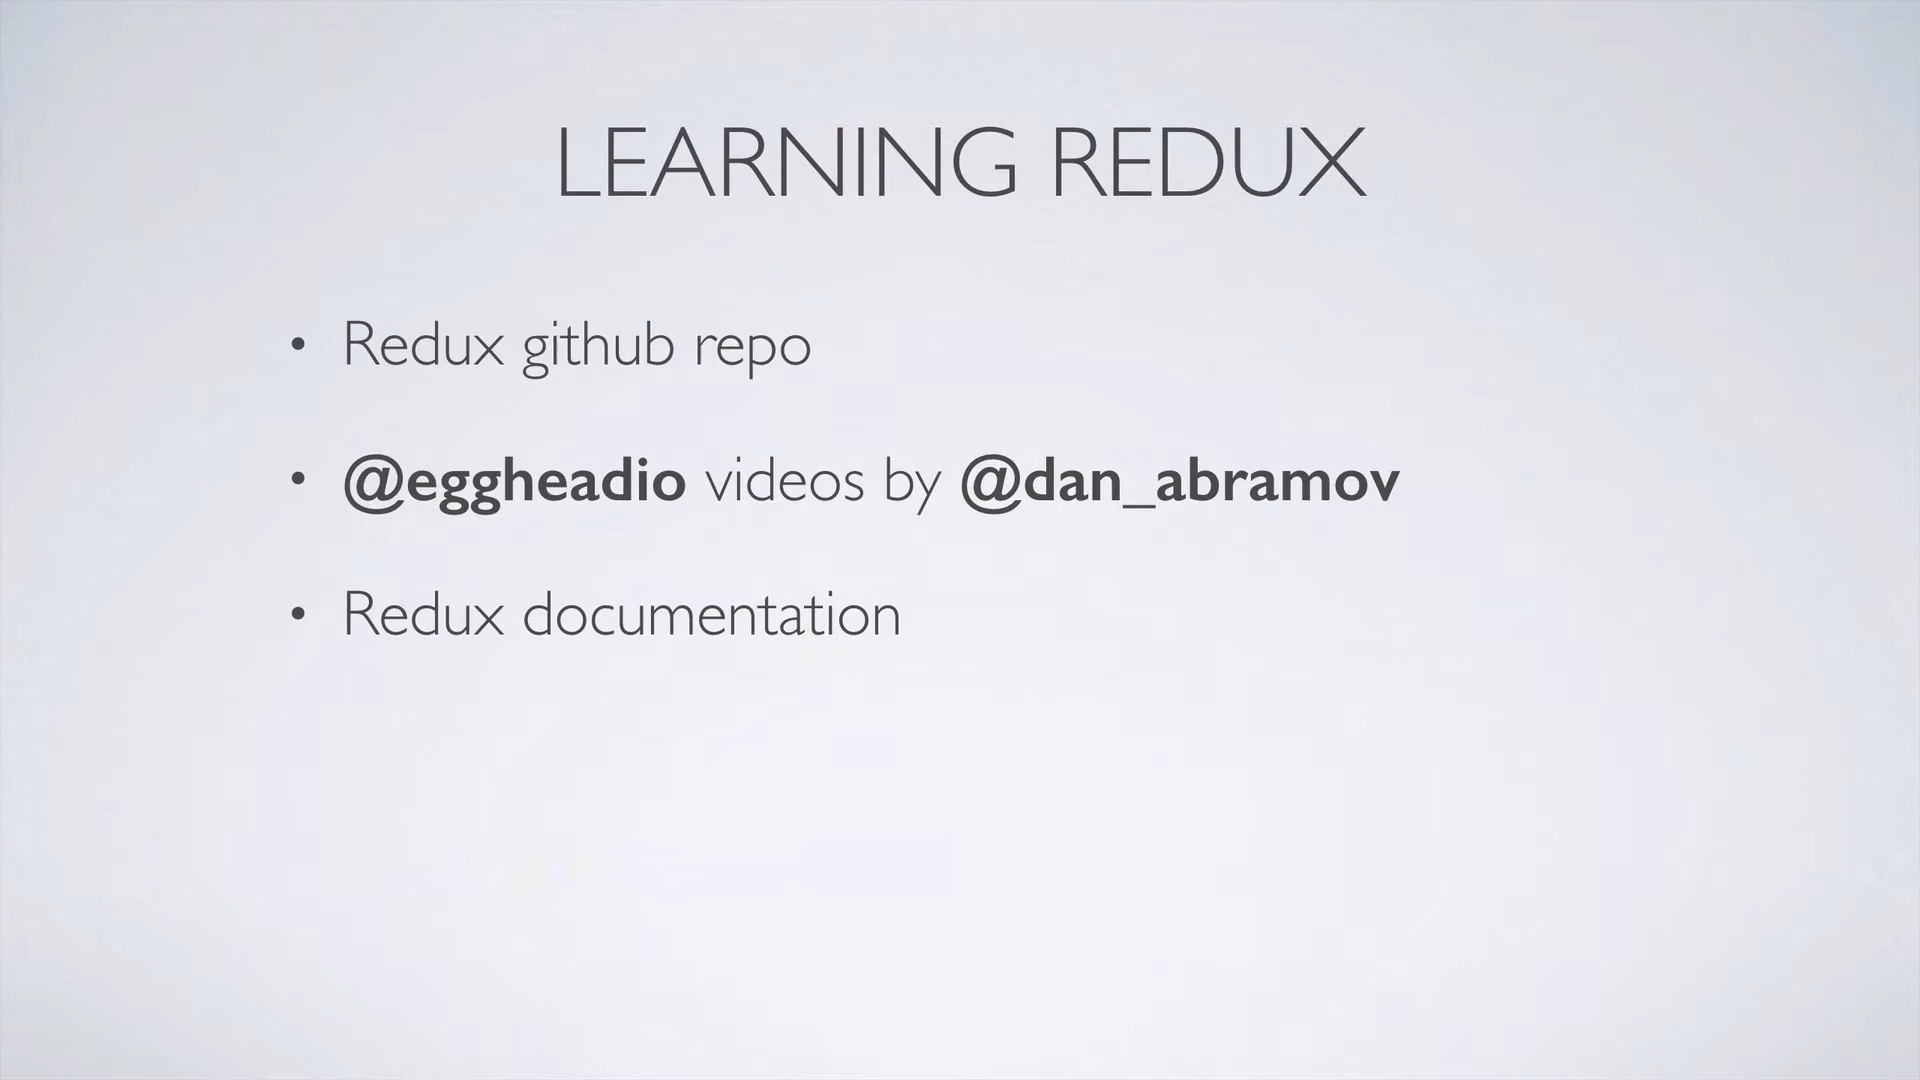 LEARNING REDUX
• Redux github repo
• @eggheadio videos by @dan_abramov
• Redux documentation